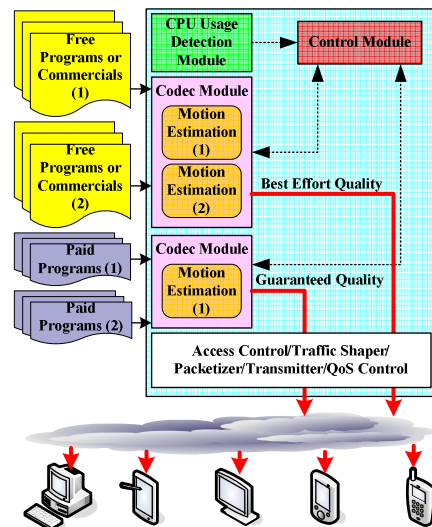 Free
Programs or
Commercials
(1)
CPU Usage
Detection
Module
Control Module
Codec Module
Motion
Estimation
(1)
Motion
Estimation
(2)
Free
Programs or
Commercials
(2)
Best Effort Quality
Paid
Programs (1)
Codec Module
Motion
Estimation
(1)
Guaranteed Quality
Paid
Programs (2)
Access Control/Traffic Shaper/
Packetizer/Transmitter/QoS Control